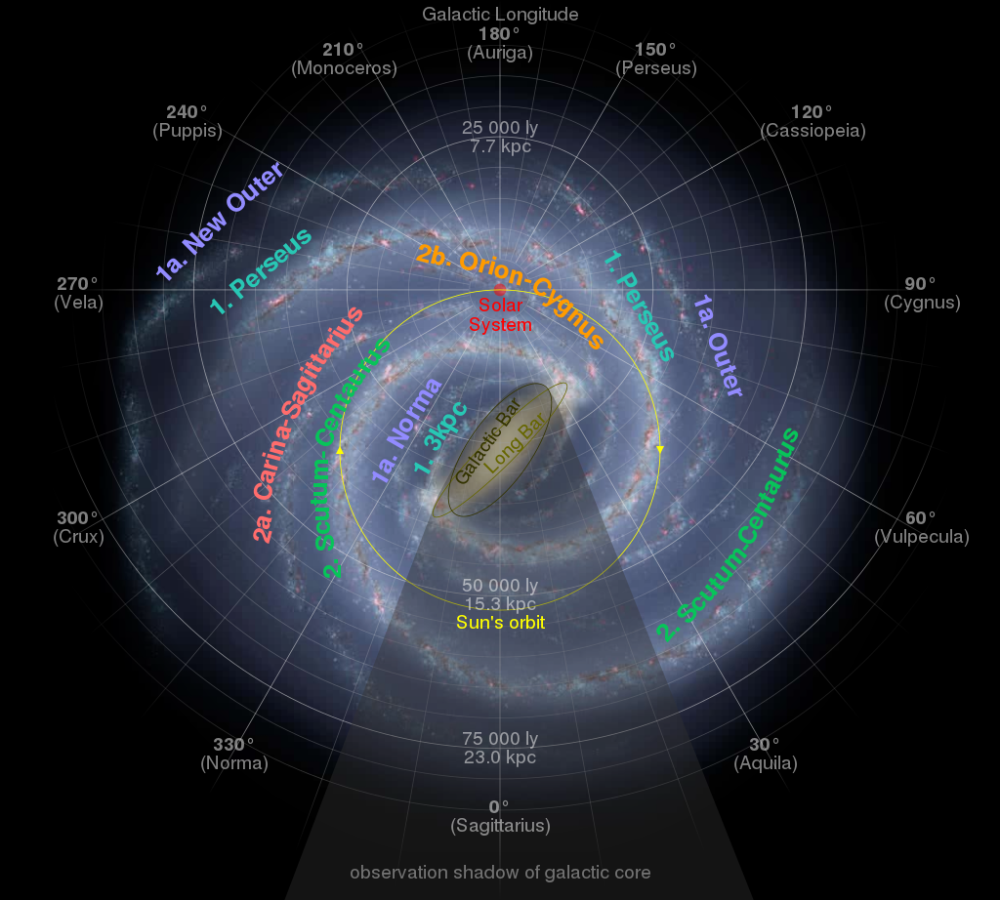 Galactic Longitude
180°
(Auriga)
210°
(Monoceros)
150°
(Perseus)
240°
(Puppis)
120°
(Cassiopeia)
25 000 ly
7.7 kpc
1a. New Outer
1. Perseus
2b. Orion-Cygnus
1. Perseus
270°
(Vela)
90°
(Cygnus)
Solar
System
1a. Outer
2a. Carina-Sagittarius
2. Scutum-Centaurus
1a. Norma
1. 3kpc
Galactic Bar
Long Bar
2. Scutum-Centaurus
300°
(Crux)
60°
(Vulpecula)
50 000 ly
15.3 kpc
Sun's orbit
75 000 ly
23.0 kpc
330°
(Norma)
30°
(Aquila)
0°
(Sagittarius)
observation shadow of galactic core